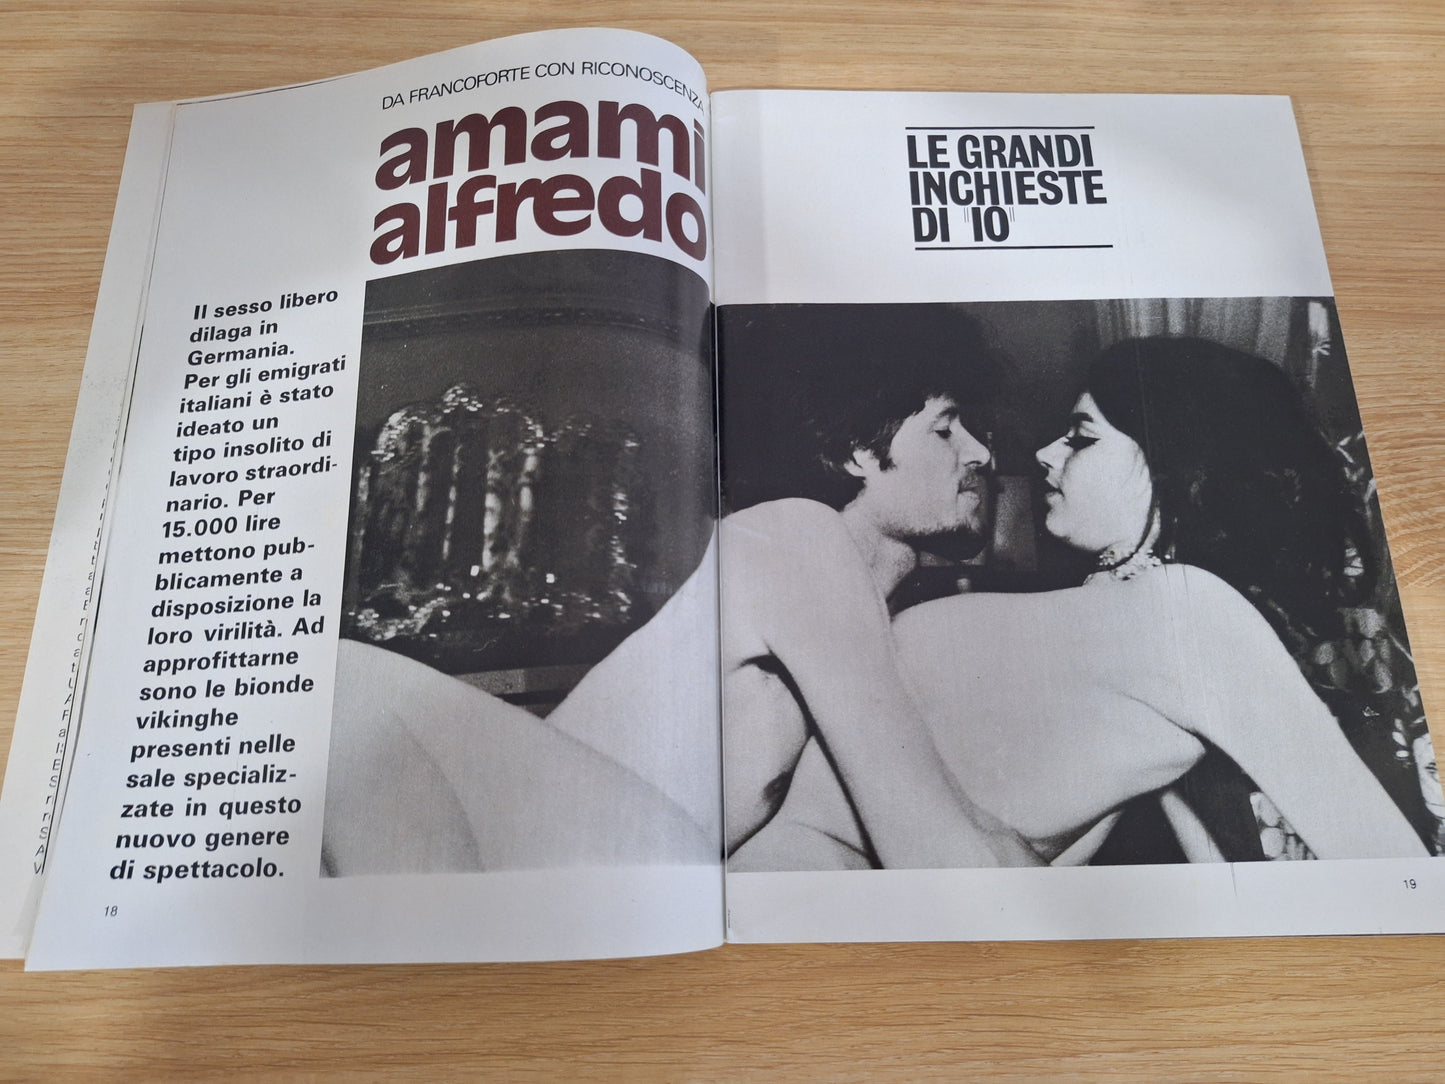 DA FRANCOFORTE CON RICONOSCENZA
amami
alfredo
Il sesso libero
dilaga in
Germania.
Per gli emigrati
italiani è stato
ideato un
tipo insolito di
lavoro straordi-
nario. Per
15.000 lire
mettono pub-
blicamente a
disposizione la
loro virilità. Ad
approfittarne
sono le bionde
vikinghe
presenti nelle
sale specializ-
zate in questo
nuovo genere
di spettacolo.
18
LE GRANDI
INCHIESTE
DI "IO"
19